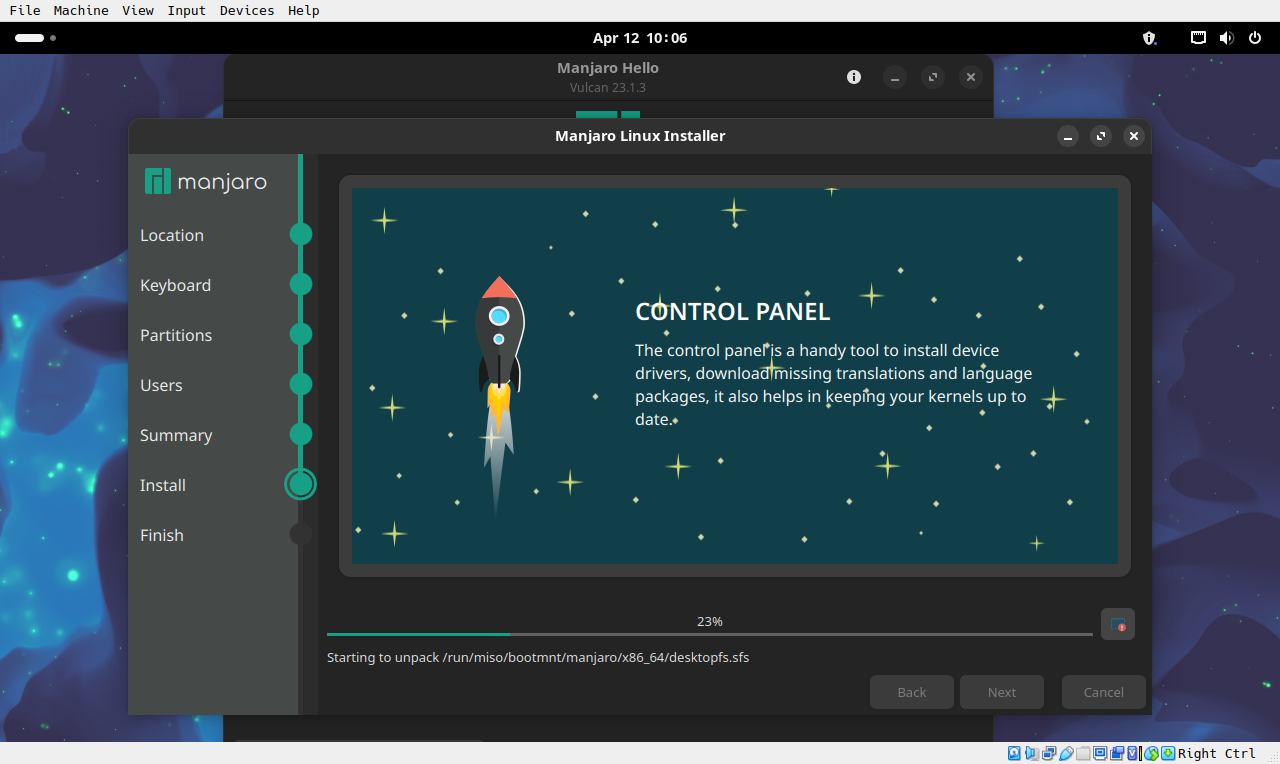 File Machine View Input Devices Help
Apr 12 10:06
Manjaro Hello
Vulcan 23.1.3
Manjaro Linux Installer
manjaro
Location
Keyboard
Partitions
Users
Summary
Install
Finish
CONTROL PANEL
The control panel is a handy tool to install device
drivers, download missing translations and language
packages, it also helps in keeping your kernels up to
date.
23%
Starting to unpack /run/miso/bootmnt/manjaro/x86_64/desktopfs.sfs
Back Next Cancel
Right Ctrl